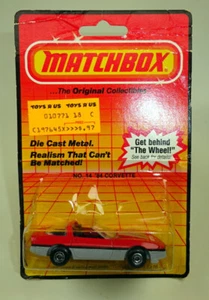 MATCHBOX
...The Original Collectibles
TOYS R US TOYS R US
010771 18 C
Die Cast Metal.
Realism That Can't
Be Matched!
Get behind
"The Wheel!"
See back for details!
NO. 14 '84 CORVETTE